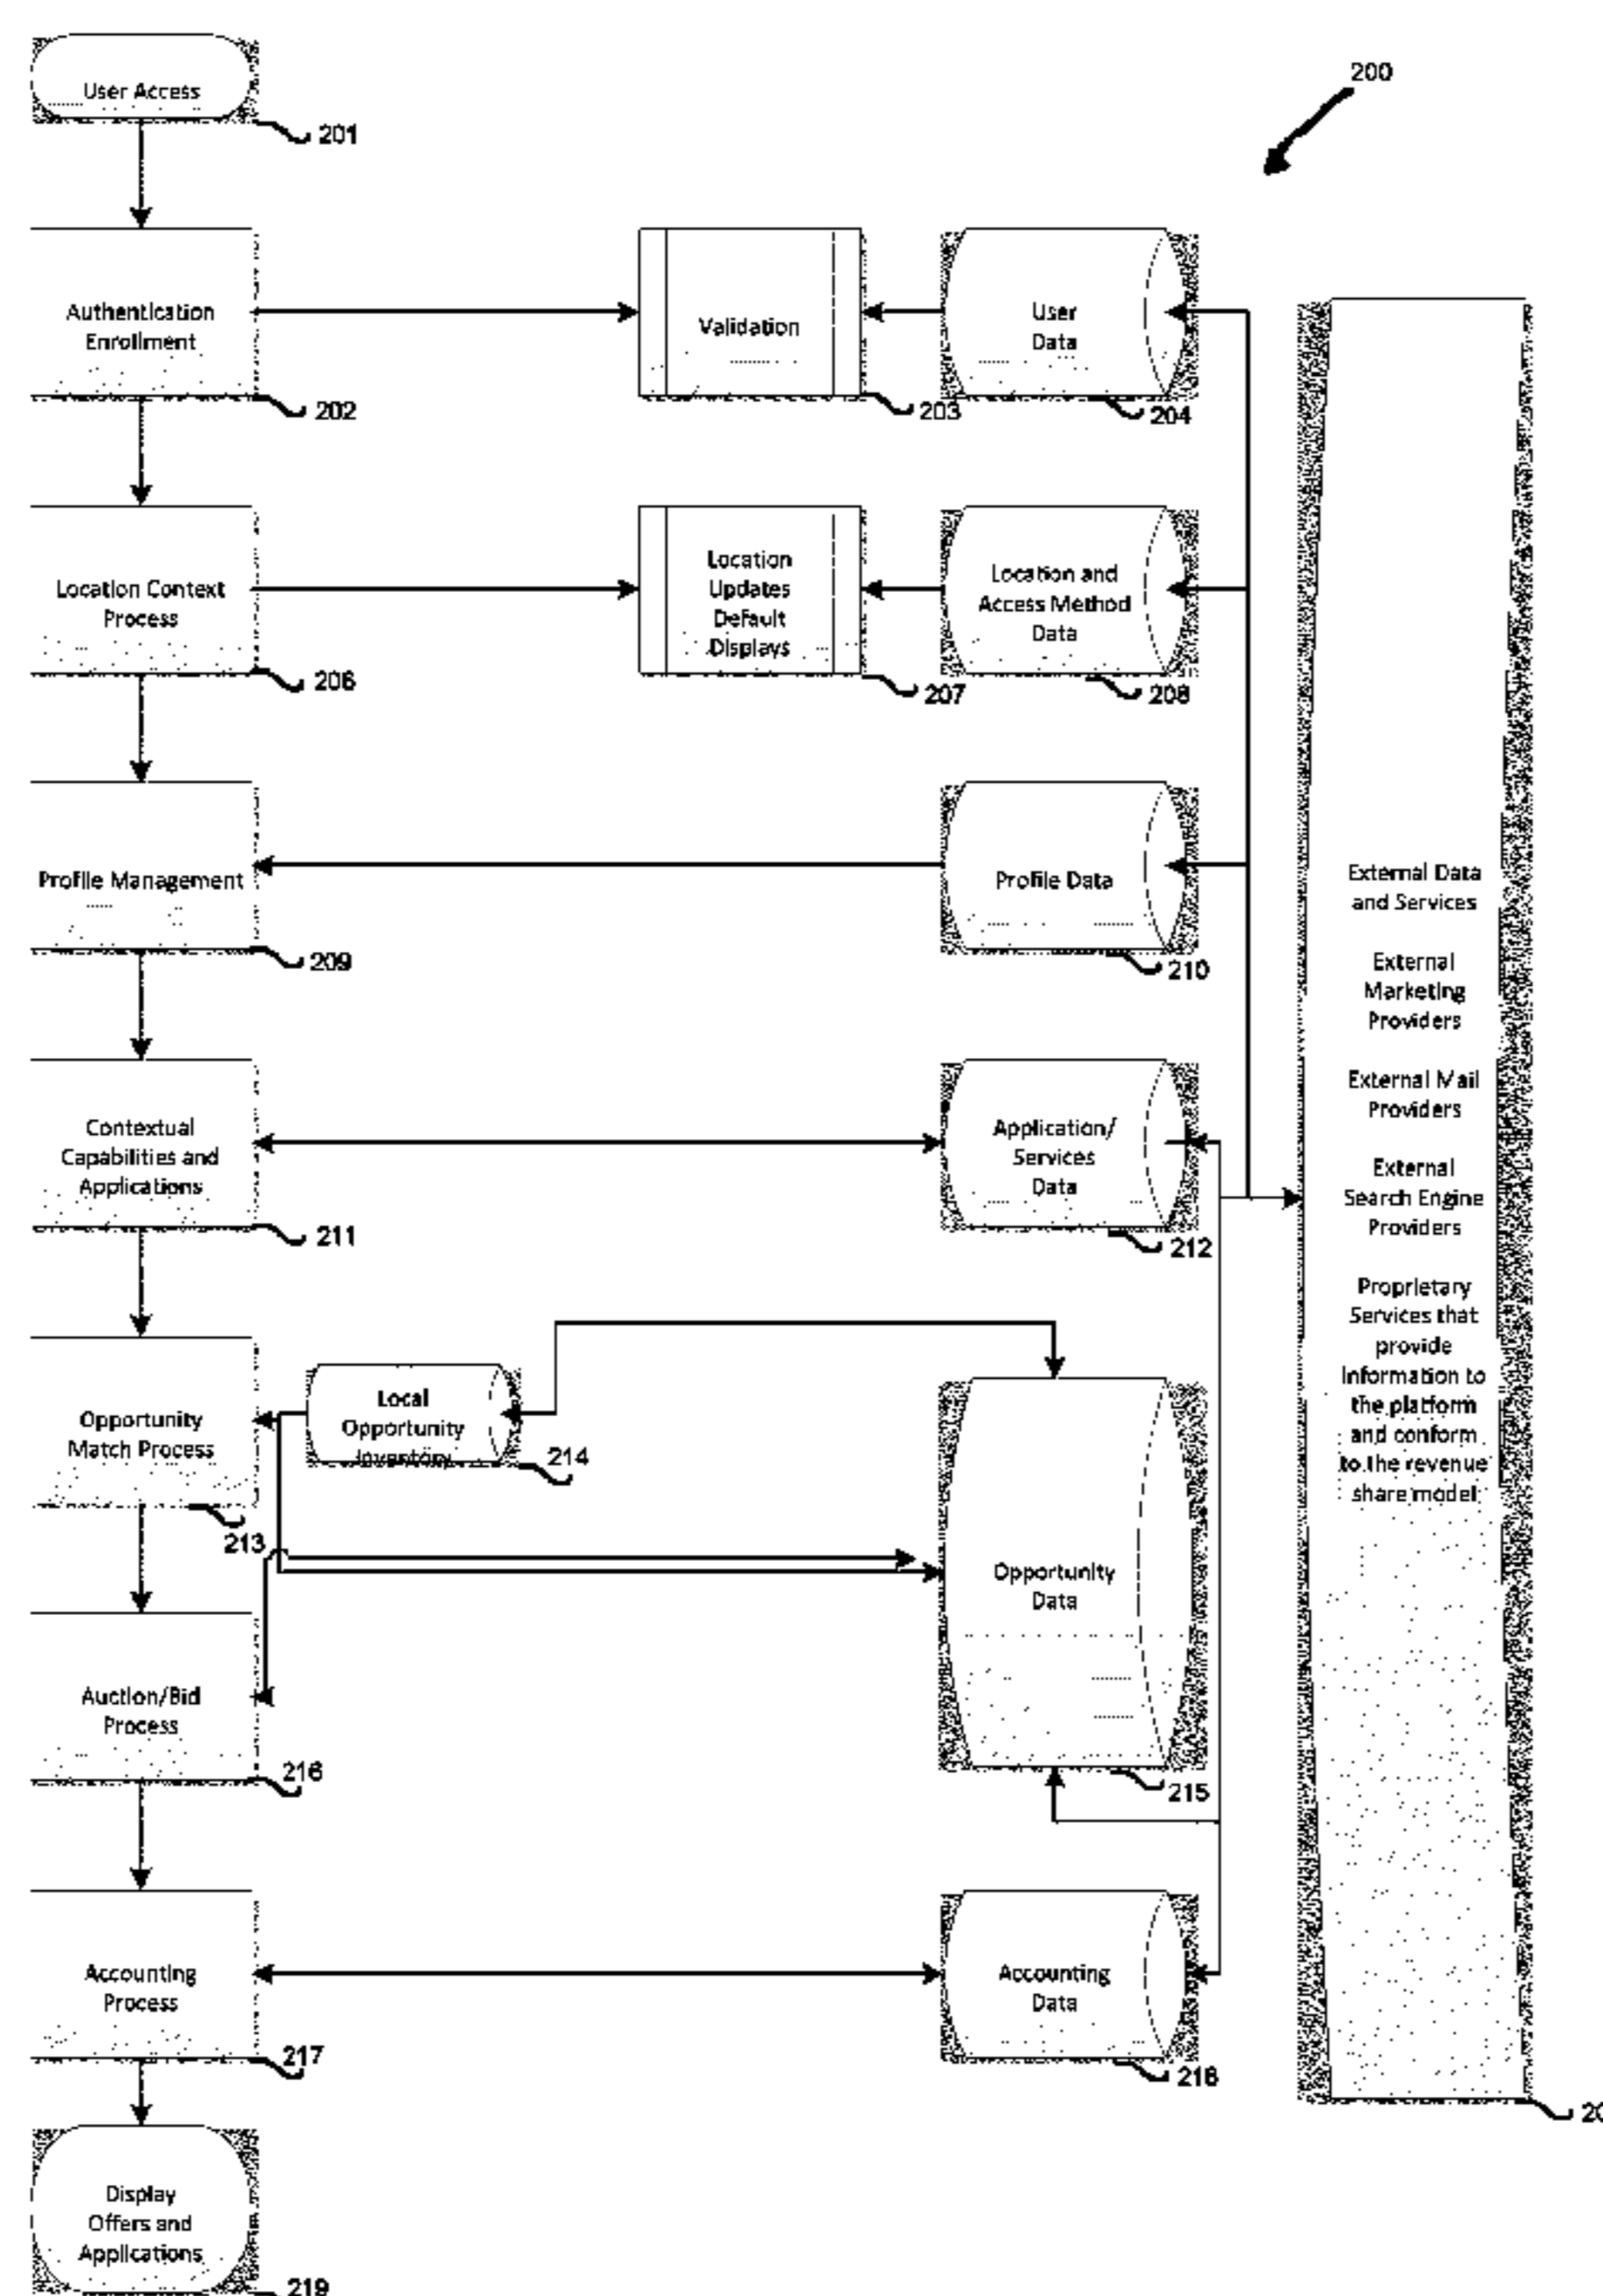 200
User Access
201
Authentication
Enrollment
202
Validation
203
User
Data
204
Location Context
Process
206
Location
Updates
Default
Displays
207
Location and
Access Method
Data
208
Profile Management
209
Profile Data
210
Contextual
Capabilities and
Applications
211
Application/
Services
Data
212
Opportunity
Match Process
213
Local
Opportunity
Inventory
214
Opportunity
Data
215
Auction/Bid
Process
216
Accounting
Process
217
Accounting
Data
218
Display
Offers and
Applications
219
External Data
and Services
External
Marketing
Providers
External Mail
Providers
External
Search Engine
Providers
Proprietary
Services that
provide
information to
the platform
and conform
to the revenue
share model